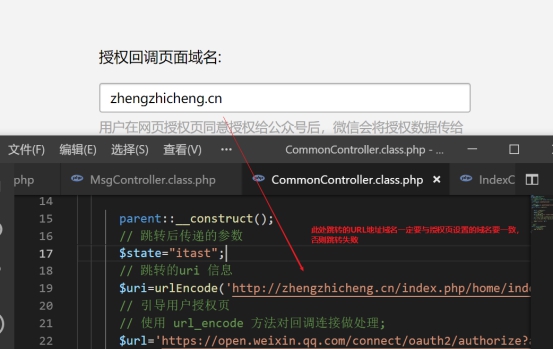 授权回调页面域名:
zhengzhicheng.cn
用户在网页授权页同意授权给公众号后，微信会将授权数据传给
文件(F) 编辑(E) 选择(S) 查看(V) ··· CommonController.class.php - ...
php MsgController.class.php CommonController.class.php × IndexC
14
15 parent::__construct();
16 // 跳转后传递的参数
17 $state="itast";
18 // 跳转的uri 信息
19 $uri=urlEncode('http://zhengzhicheng.cn/index.php/home/inde
20 // 引导用户授权页
21 // 使用 url_encode 方法对回调连接做处理;
22 $url='https://open.weixin.qq.com/connect/oauth2/authorize?a
此处跳转的URL地址域名一定要与授权页设置的域名要一致，
否则跳转失败